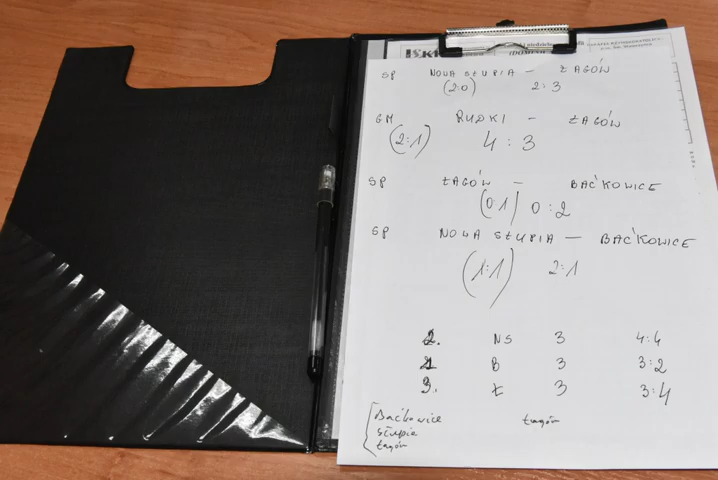 SP NOWA SŁUPIA - ŁAGÓW
(2:0) 2:3
GM RUDKI - ŁAGÓW
(2:1) 4:3
SP ŁAGÓW - BAĆKOWICE
(0:1) 0:2
SP NOWA SŁUPIA - BAĆKOWICE
(1:1) 2:1
2. NS 3 4:4
1 B 3 3:2
3. Ł 3 3:4
Baćkowice Łagów
Słupia
Łagów